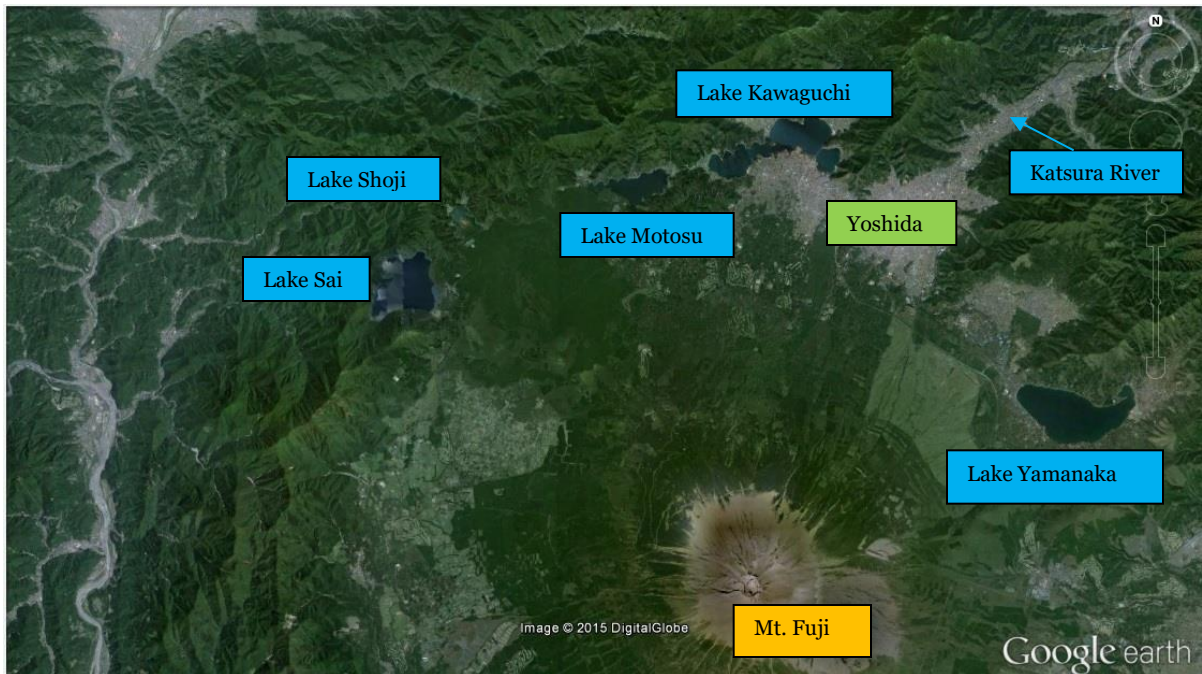 N
Lake Kawaguchi
Lake Shoji
Katsura River
Lake Motosu
Yoshida
Lake Sai
Lake Yamanaka
Image © 2015 DigitalGlobe
Mt. Fuji
Google earth